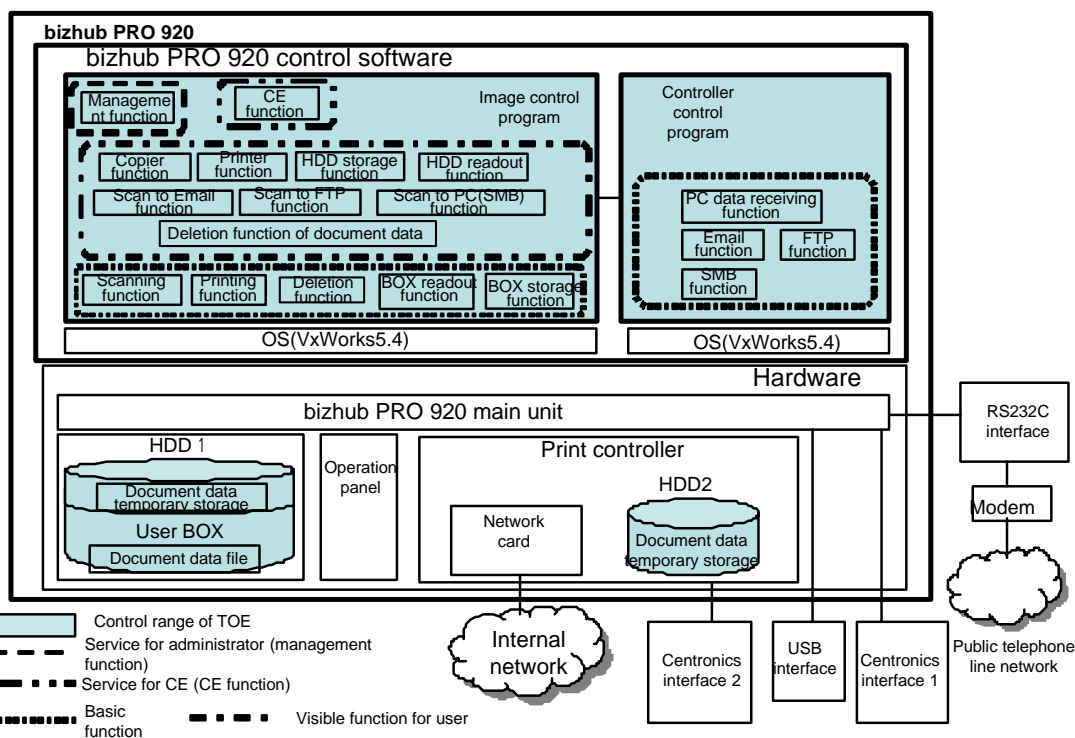 bizhub PRO 920
bizhub PRO 920 control software
Manageme
nt function
CE
function
Image control
program
Copier
function
Printer
function
HDD storage
function
HDD readout
function
Scan to Email
function
Scan to FTP
function
Scan to PC(SMB)
function
Deletion function of document data
Scanning
function
Printing
function
Deletion
function
BOX readout
function
BOX storage
function
OS(VxWorks5.4)
Controller
control
program
PC data receiving
function
Email
function
FTP
function
SMB
function
OS(VxWorks5.4)
Hardware
bizhub PRO 920 main unit
HDD 1
Document data
temporary storage
User BOX
Document data file
Operation
panel
Print controller
Network
card
HDD2
Document data
temporary storage
RS232C
interface
Modem
Public telephone
line network
Internal
network
Centronics
interface 2
USB
interface
Centronics
interface 1
Control range of TOE
Service for administrator (management
function)
Service for CE (CE function)
Basic
function
Visible function for user